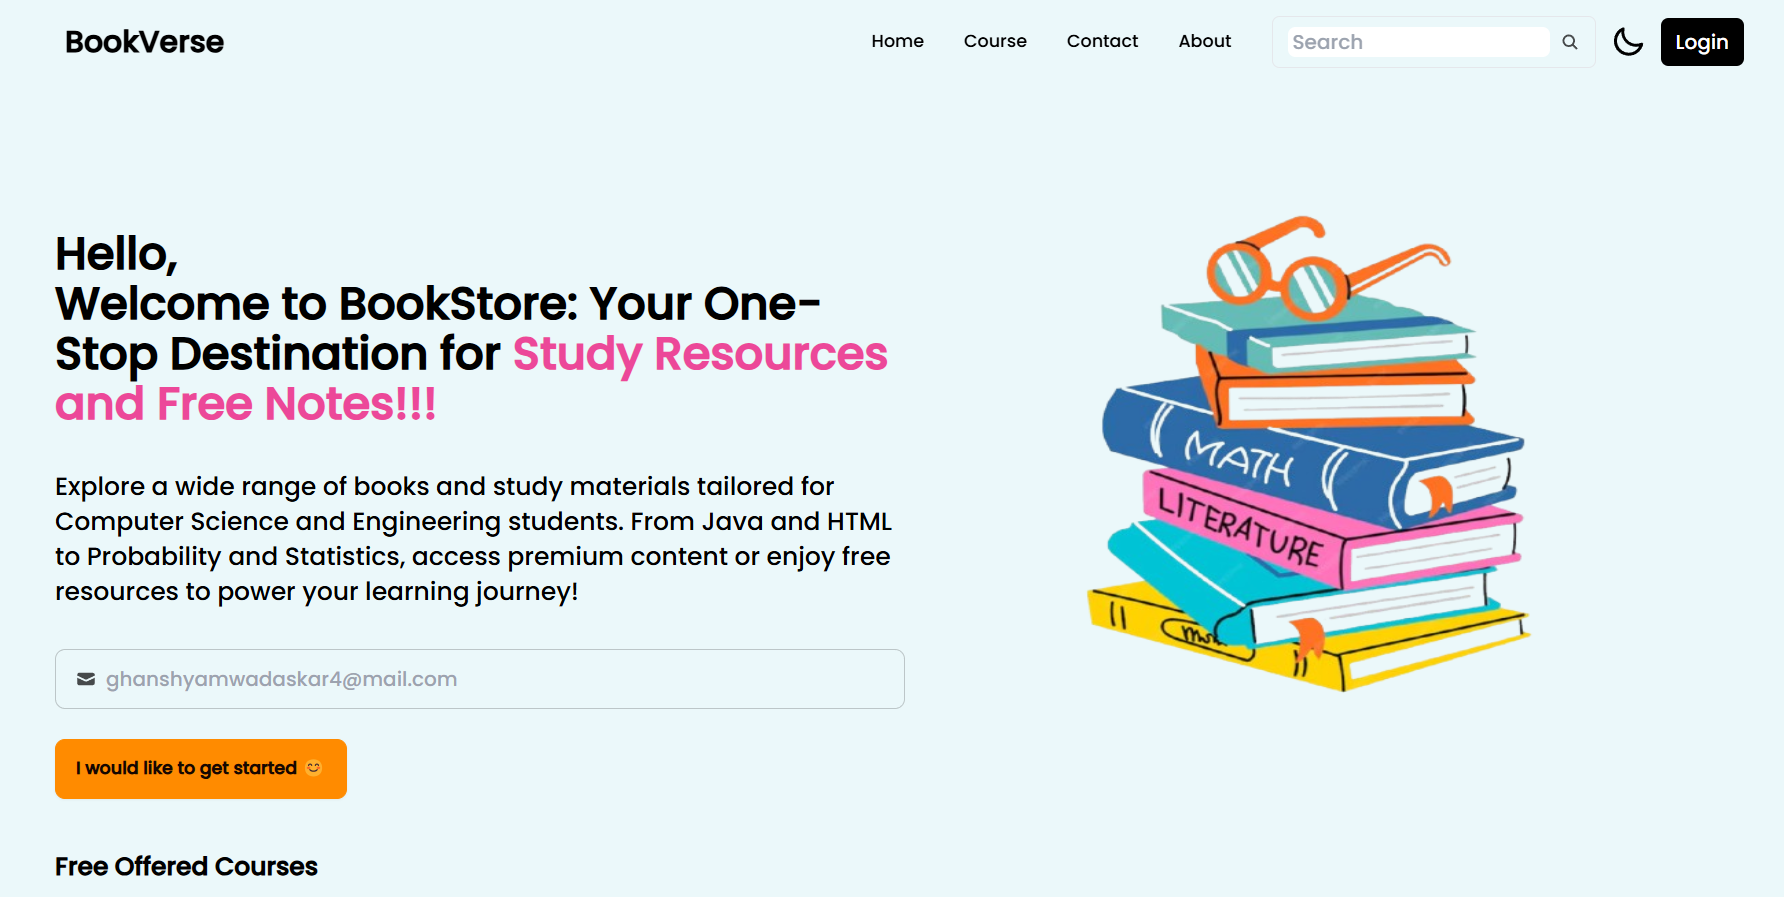 BookVerse
Home Course Contact About Search Login
Hello,
Welcome to BookStore: Your One-
Stop Destination for Study Resources
and Free Notes!!!
Explore a wide range of books and study materials tailored for
Computer Science and Engineering students. From Java and HTML
to Probability and Statistics, access premium content or enjoy free
resources to power your learning journey!
ghanshyamwadaskar4@mail.com
I would like to get started 😊
Free Offered Courses
MATH
LITERATURE